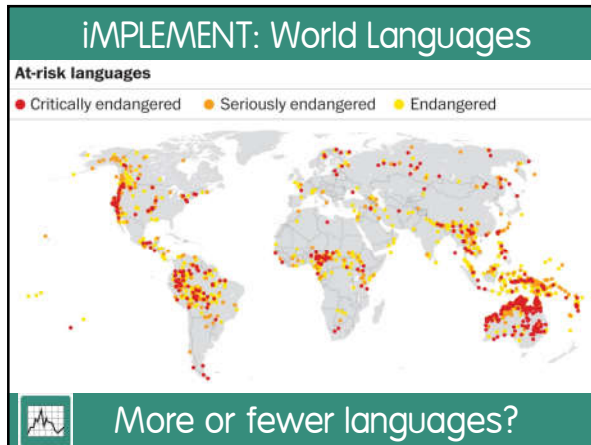 iMPLEMENT: World Languages
At-risk languages
Critically endangered Seriously endangered Endangered
More or fewer languages?